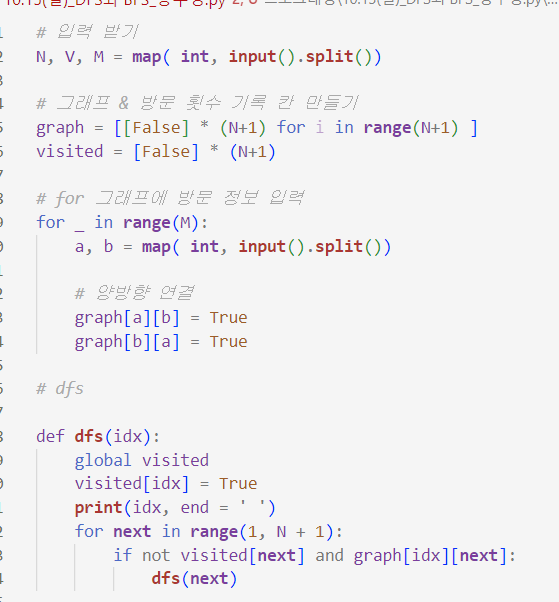 # 입력 받기
N, V, M = map( int, input().split())
# 그래프 & 방문 횟수 기록 칸 만들기
graph = [[False] * (N+1) for i in range(N+1) ]
visited = [False] * (N+1)
# for 그래프에 방문 정보 입력
for _ in range(M):
    a, b = map( int, input().split())
    # 양방향 연결
    graph[a][b] = True
    graph[b][a] = True
# dfs
def dfs(idx):
    global visited
    visited[idx] = True
    print(idx, end = ' ')
    for next in range(1, N + 1):
        if not visited[next] and graph[idx][next]:
            dfs(next)